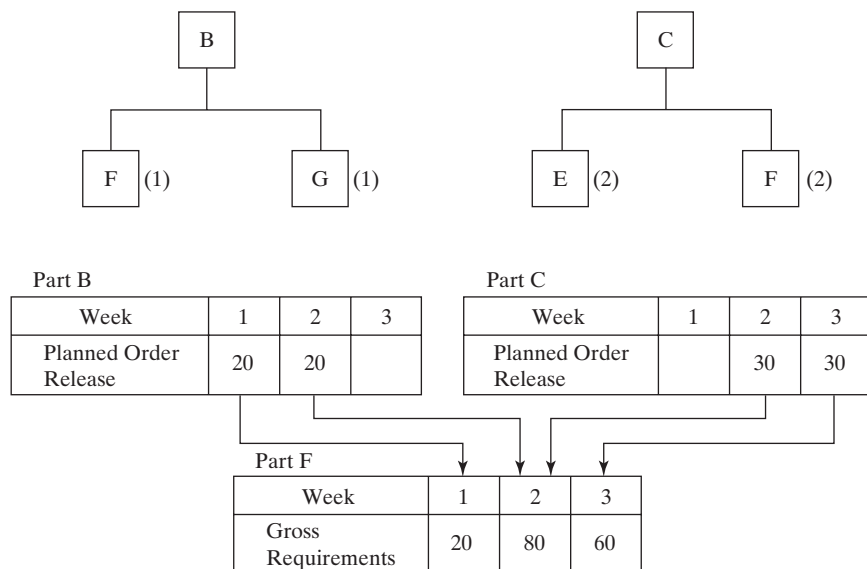 B
C
F (1)
G (1)
E (2)
F (2)
Part B
Week 1 2 3
Planned Order Release 20 20
Part C
Week 1 2 3
Planned Order Release 30 30
Part F
Week 1 2 3
Gross Requirements 20 80 60